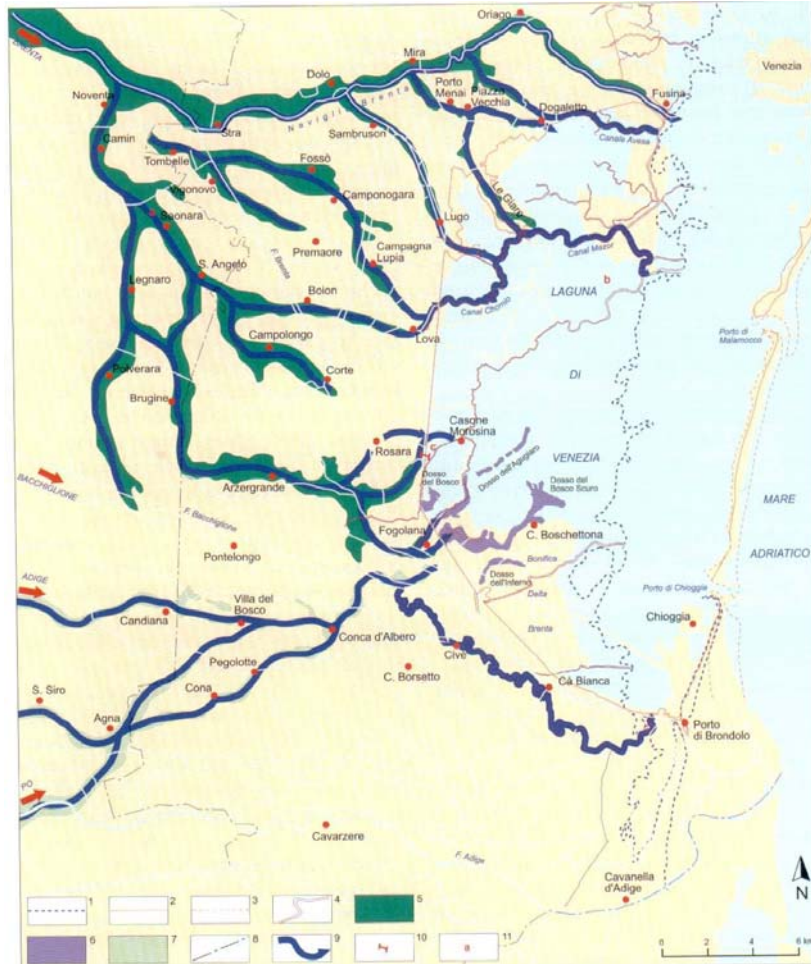 Oriago
BRENTA
Mira
Venezia
Dolo
Porto
Menai
Piazza
Vecchia
Noventa
Fusina
Dogaletto
Naviglio Brenta
Stra
Sambruson
Canale Avesa
Camin
Tombelle
Fossò
Vigonovo
Camponogara
Le Giare
Saonara
Lugo
Premaore
F. Brenta
Campagna
Lupia
Canal Mazur
S. Angelo
b
Legnaro
Boion
LAGUNA
Canal Cornio
Lova
Porto di
Malamocco
Campolongo
Corte
DI
Polverara
Brugine
Casone
Morosina
Rosara
c
VENEZIA
Dosso
del Bosco
Dosso dell'Agugiaro
Dosso del
Bosco Scuro
BACCHIGLIONE
Arzergrande
MARE
F. Bacchiglione
C. Boschettona
Fogolana
ADRIATICO
Pontelongo
Bonifica
Dosso
dell'Inferno
ADIGE
Delta
Porto di Chioggia
Villa del
Bosco
Candiana
Brenta
Chioggia
Conca d'Albero
Civè
Pegolotte
C. Borsetto
S. Siro
Cona
Cà Bianca
Agna
Porto
di Brondolo
PO
Cavarzere
F. Adige
Cavanella
d'Adige
N
1 2 3 4 5
6 7 8 9 10 11
0 2 4 6 km